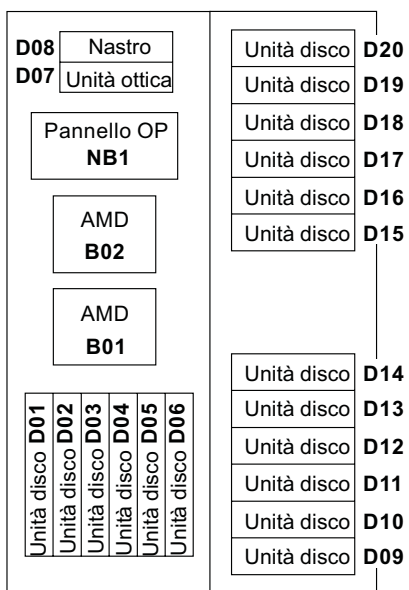 D08 Nastro
D07 Unità ottica
Pannello OP
NB1
AMD
B02
AMD
B01
Unità disco D01
Unità disco D02
Unità disco D03
Unità disco D04
Unità disco D05
Unità disco D06
Unità disco D20
Unità disco D19
Unità disco D18
Unità disco D17
Unità disco D16
Unità disco D15
Unità disco D14
Unità disco D13
Unità disco D12
Unità disco D11
Unità disco D10
Unità disco D09